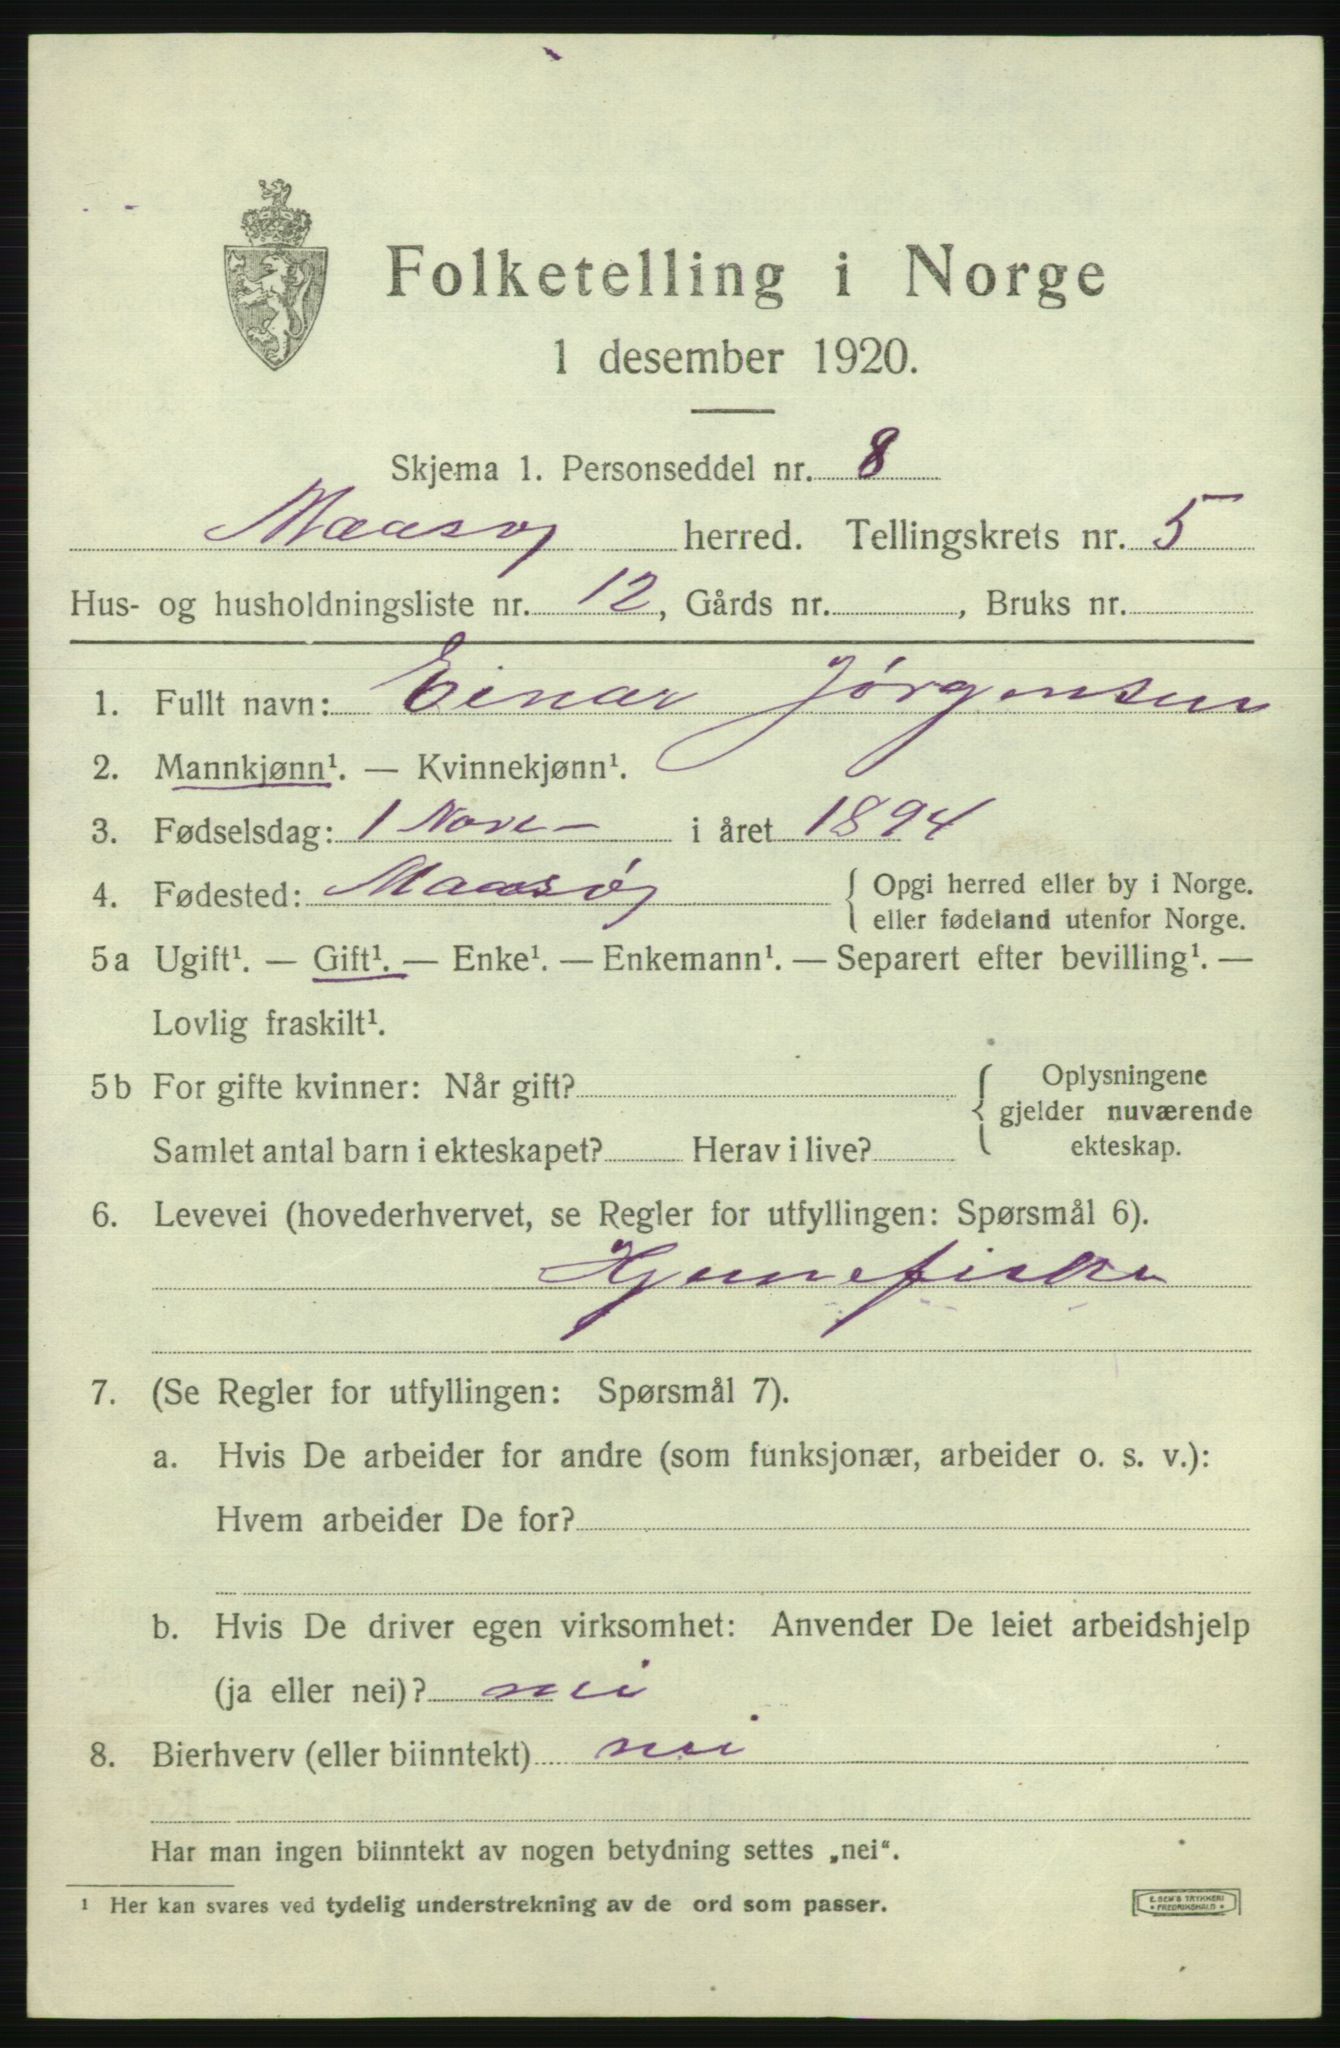 Folketelling i Norge
1 desember 1920.
Skjema 1. Personseddel nr. 8
Maasøy herred. Tellingskrets nr. 5
Hus- og husholdningsliste nr. 12, Gårds nr. , Bruks nr.
1. Fullt navn: Einar Jørgensen
2. Mannkjønn¹. — Kvinnekjønn¹.
3. Fødselsdag: 1 Nove- i året 1894
4. Fødested: Maasøy { Opgi herred eller by i Norge.
eller fødeland utenfor Norge.
5a Ugift¹. — Gift¹. — Enke¹. — Enkemann¹. — Separert efter bevilling¹. —
Lovlig fraskilt¹.
5b For gifte kvinner: Når gift? { Oplysningene
gjelder nuværende
Samlet antal barn i ekteskapet? Herav i live? ekteskap.
6. Levevei (hovederhvervet, se Regler for utfyllingen: Spørsmål 6).
7. (Se Regler for utfyllingen: Spørsmål 7).
a. Hvis De arbeider for andre (som funksjonær, arbeider o. s. v.):
Hvem arbeider De for?
b. Hvis De driver egen virksomhet: Anvender De leiet arbeidshjelp
(ja eller nei)? nei
8. Bierhverv (eller biinntekt) nei
Har man ingen biinntekt av nogen betydning settes „nei“.
¹ Her kan svares ved tydelig understrekning av de ord som passer.
E. SEM'S TRYKKERI
FREDRIKSHALD